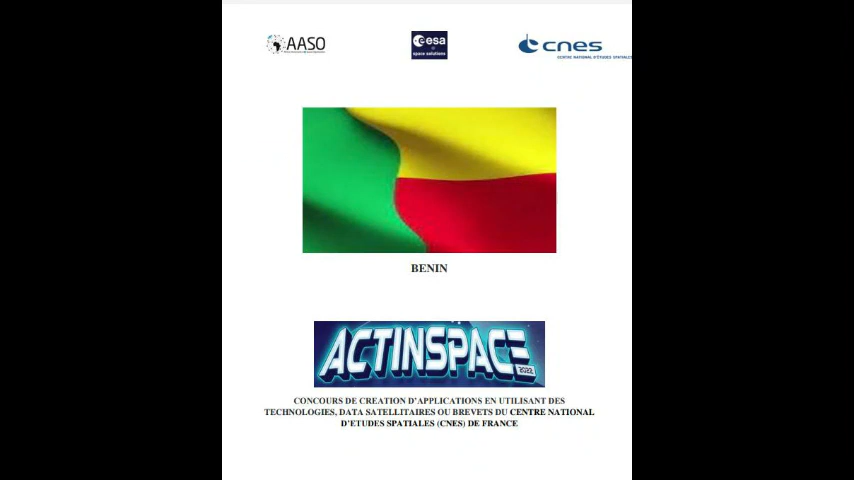 AASO
esa
space solutions
cnes
CENTRE NATIONAL D'ÉTUDES SPATIALES
BENIN
ACTINSPACE
2022
CONCOURS DE CREATION D'APPLICATIONS EN UTILISANT DES
TECHNOLOGIES, DATA SATELLITAIRES OU BREVETS DU CENTRE NATIONAL
D'ETUDES SPATIALES (CNES) DE FRANCE